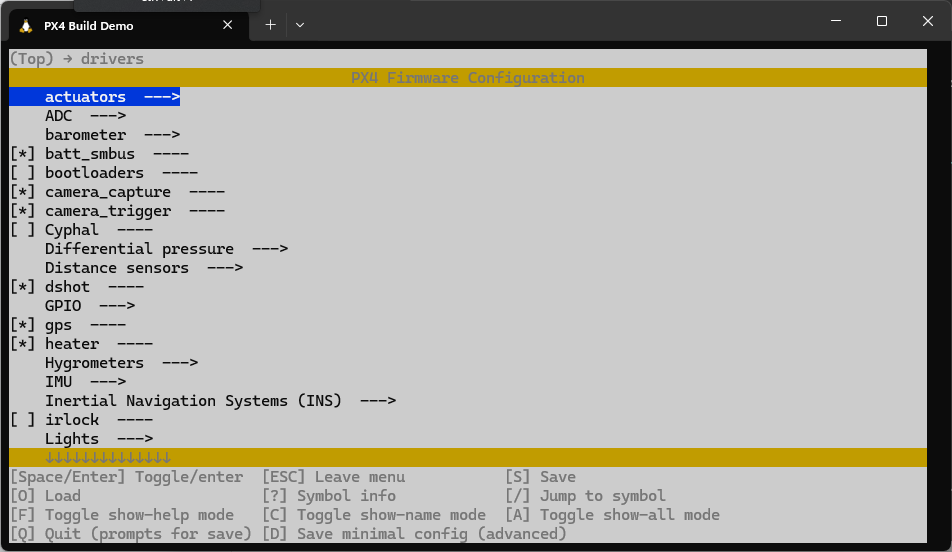 PX4 Build Demo
(Top) → drivers
PX4 Firmware Configuration
actuators --->
ADC --->
barometer --->
[*] batt_smbus ----
[ ] bootloaders ----
[*] camera_capture ----
[*] camera_trigger ----
[ ] Cyphal ----
Differential pressure --->
Distance sensors --->
[*] dshot ----
GPIO --->
[*] gps ----
[*] heater ----
Hygrometers --->
IMU --->
Inertial Navigation Systems (INS) --->
[ ] irlock ----
Lights --->
↓↓↓↓↓↓↓↓↓↓↓↓↓↓
[Space/Enter] Toggle/enter [ESC] Leave menu [S] Save
[O] Load [?] Symbol info [/] Jump to symbol
[F] Toggle show-help mode [C] Toggle show-name mode [A] Toggle show-all mode
[Q] Quit (prompts for save) [D] Save minimal config (advanced)